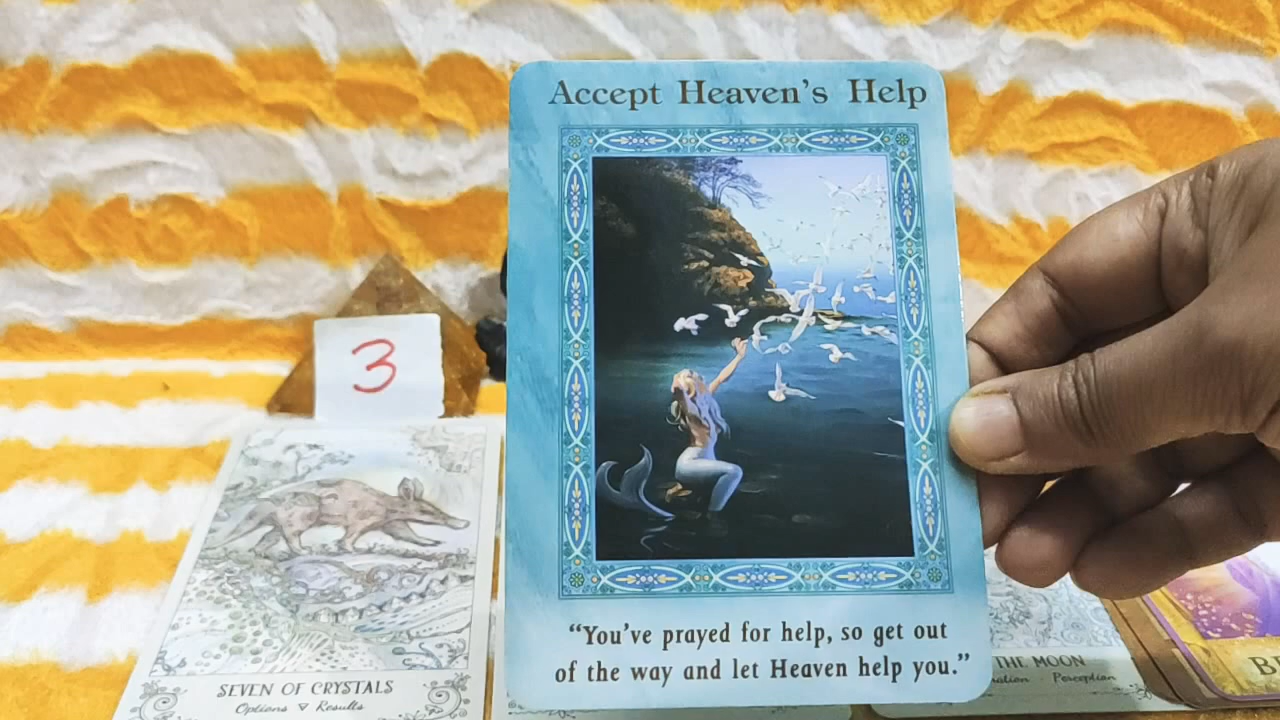 Accept Heaven's Help
3
"You've prayed for help, so get out
of the way and let Heaven help you."
SEVEN OF CRYSTALS
Options ▽ Results
THE MOON
Perception